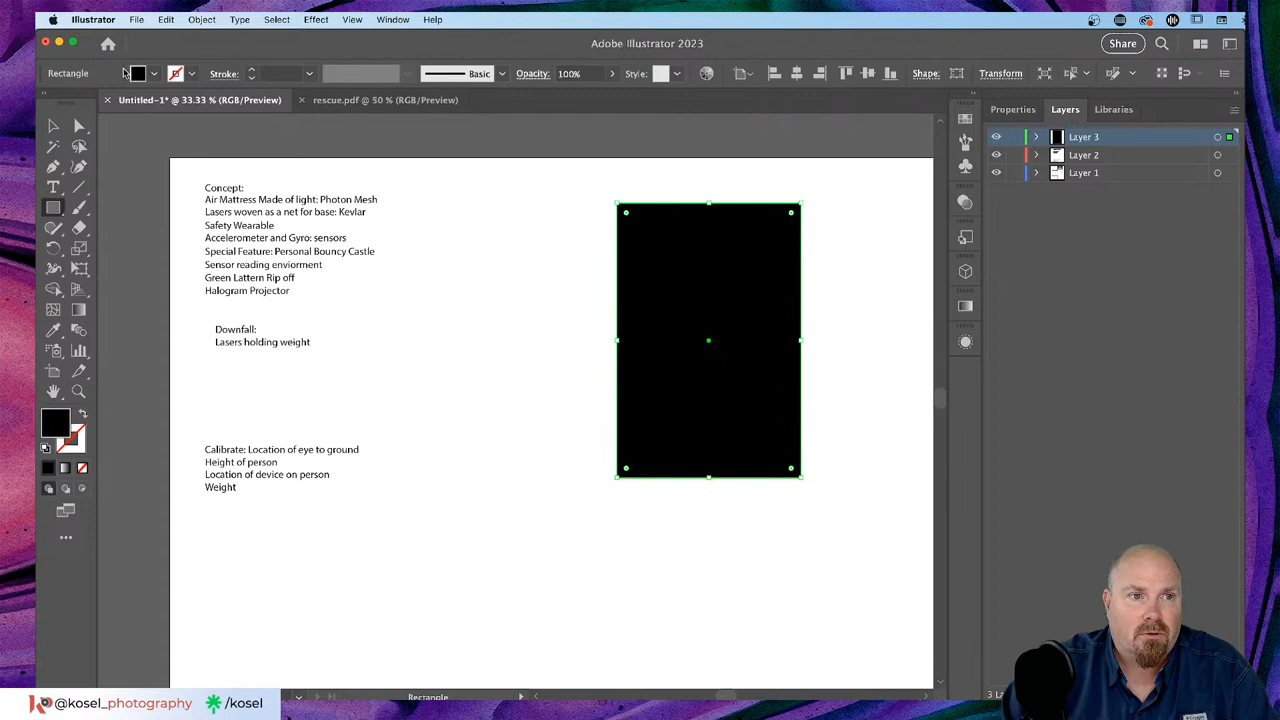 Illustrator File Edit Object Type Select Effect View Window Help
Adobe Illustrator 2023
Share
Rectangle Stroke: Basic Opacity: 100% Style: Shape: Transform
Untitled-1* @ 33.33 % (RGB/Preview) rescue.pdf @ 50 % (RGB/Preview)
Properties Layers Libraries
Layer 3
Layer 2
Layer 1
Concept:
Air Mattress Made of light: Photon Mesh
Lasers woven as a net for base: Kevlar
Safety Wearable
Accelerometer and Gyro: sensors
Special Feature: Personal Bouncy Castle
Sensor reading enviorment
Green Lattern Rip off
Halogram Projector
Downfall:
Lasers holding weight
Calibrate: Location of eye to ground
Height of person
Location of device on person
Weight
Rectangle
3 La
@kosel_photography /kosel